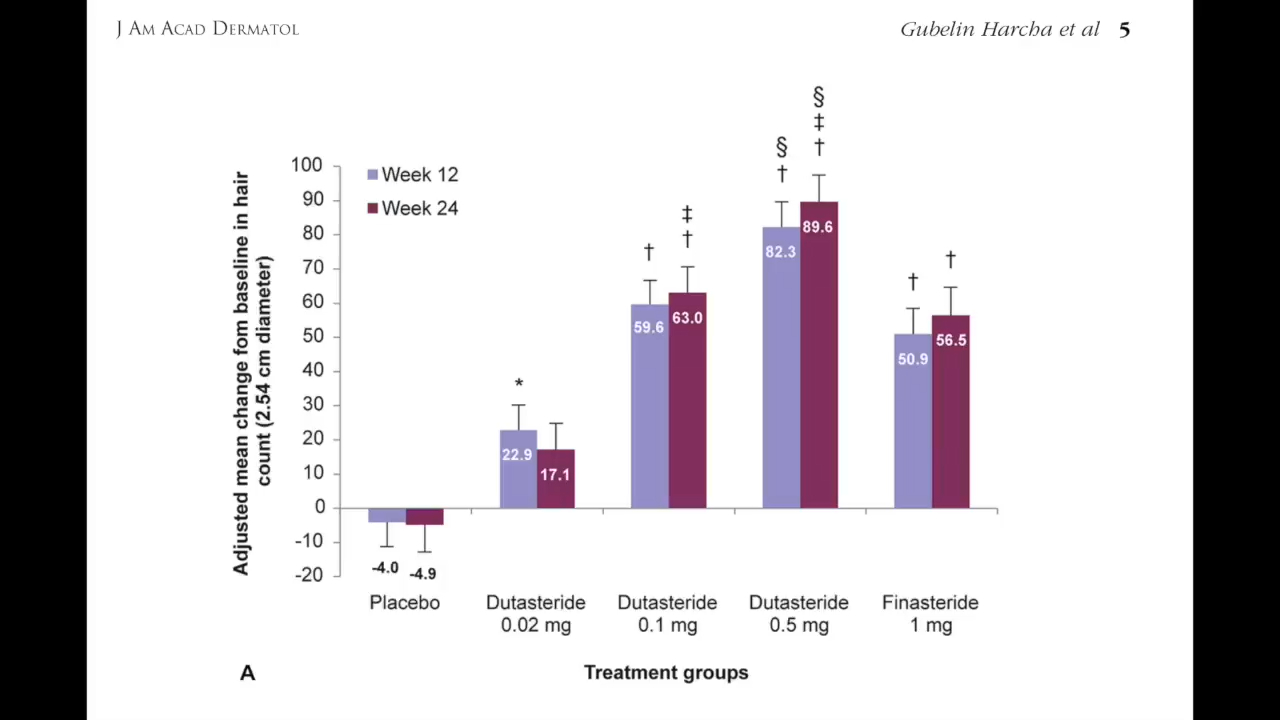 J AM ACAD DERMATOL
Gubelin Harcha et al 5
§
§ ‡
† †
100
90
80
70
60
50
40
30
20
10
0
-10
-20
Adjusted mean change fom baseline in hair
count (2.54 cm diameter)
Week 12
Week 24
-4.0 -4.9
*
22.9 17.1
‡
† †
59.6 63.0
82.3 89.6
† †
50.9 56.5
Placebo
Dutasteride
0.02 mg
Dutasteride
0.1 mg
Dutasteride
0.5 mg
Finasteride
1 mg
A
Treatment groups